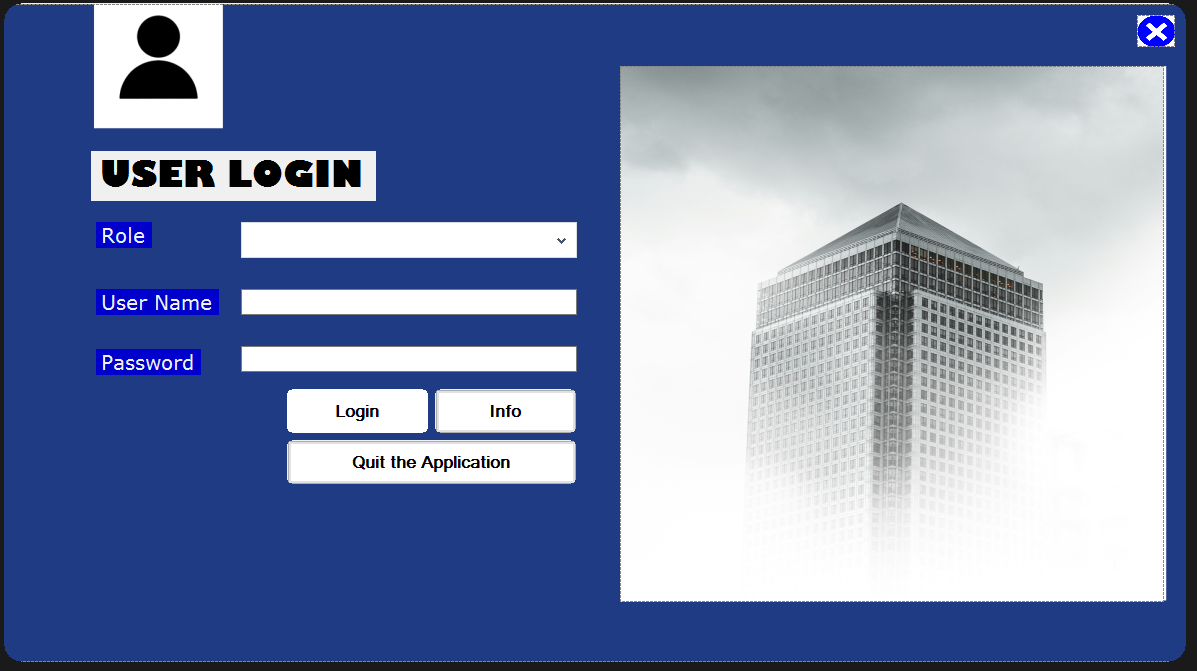 USER LOGIN
Role
User Name
Password
Login
Info
Quit the Application